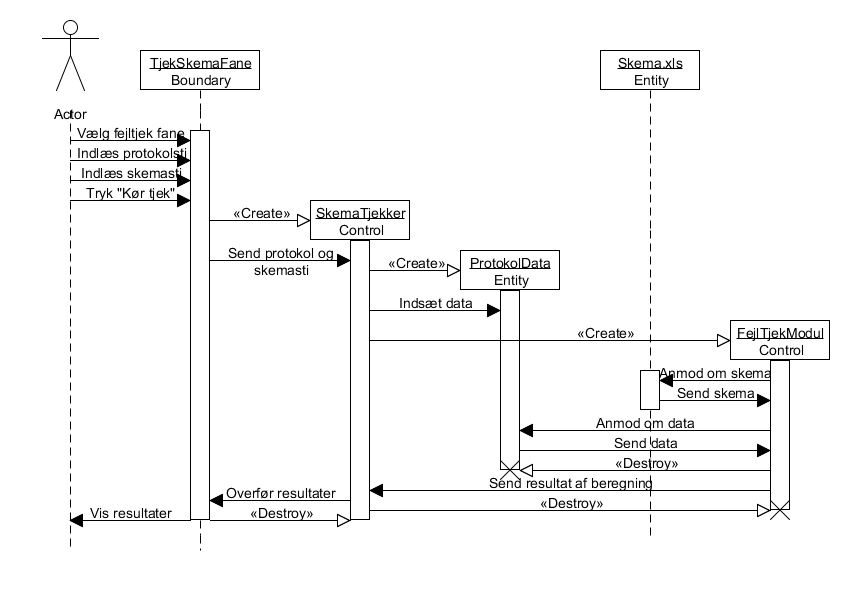 TjekSkemaFane
Boundary
Skema.xls
Entity
Actor
Vælg fejltjek fane
Indlæs protokolsti
Indlæs skemasti
Tryk "Kør tjek"
«Create»
SkemaTjekker
Control
Send protokol og
skemasti
«Create»
ProtokolData
Entity
Indsæt data
«Create»
FejlTjekModul
Control
Anmod om skema
Send skema
Anmod om data
Send data
«Destroy»
Send resultat af beregning
Overfør resultater
«Destroy»
Vis resultater
«Destroy»